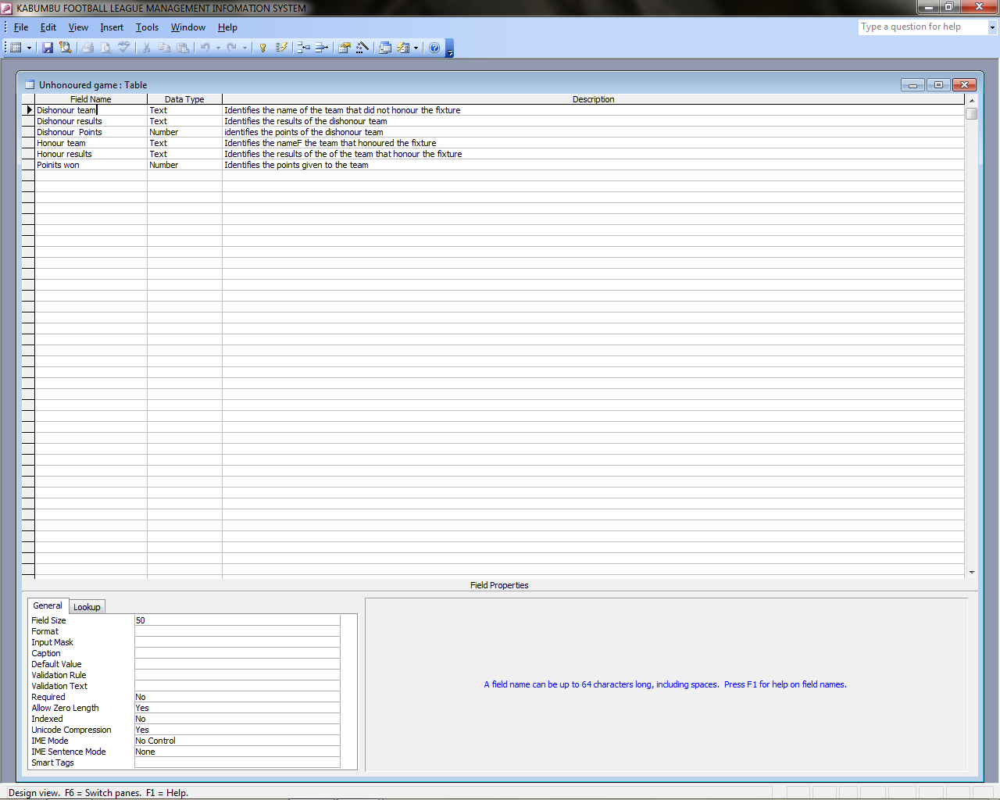 KABUMBU FOOTBALL LEAGUE MANAGEMENT INFOMATION SYSTEM
File Edit View Insert Tools Window Help Type a question for help
Unhonoured game : Table
Field Name Data Type Description
Dishonour team Text Identifies the name of the team that did not honour the fixture
Dishonour results Text Identifies the results of the dishonour team
Dishonour  Points Number identifies the points of the dishonour team
Honour team Text Identifies the nameF the team that honoured the fixture
Honour results Text Identifies the results of the of the team that honour the fixture
Poinits won Number Identifies the points given to the team
Field Properties
General Lookup
Field Size 50
Format
Input Mask
Caption
Default Value
Validation Rule
Validation Text
Required No
Allow Zero Length Yes
Indexed No
Unicode Compression Yes
IME Mode No Control
IME Sentence Mode None
Smart Tags
A field name can be up to 64 characters long, including spaces.  Press F1 for help on field names.
Design view.  F6 = Switch panes.  F1 = Help.